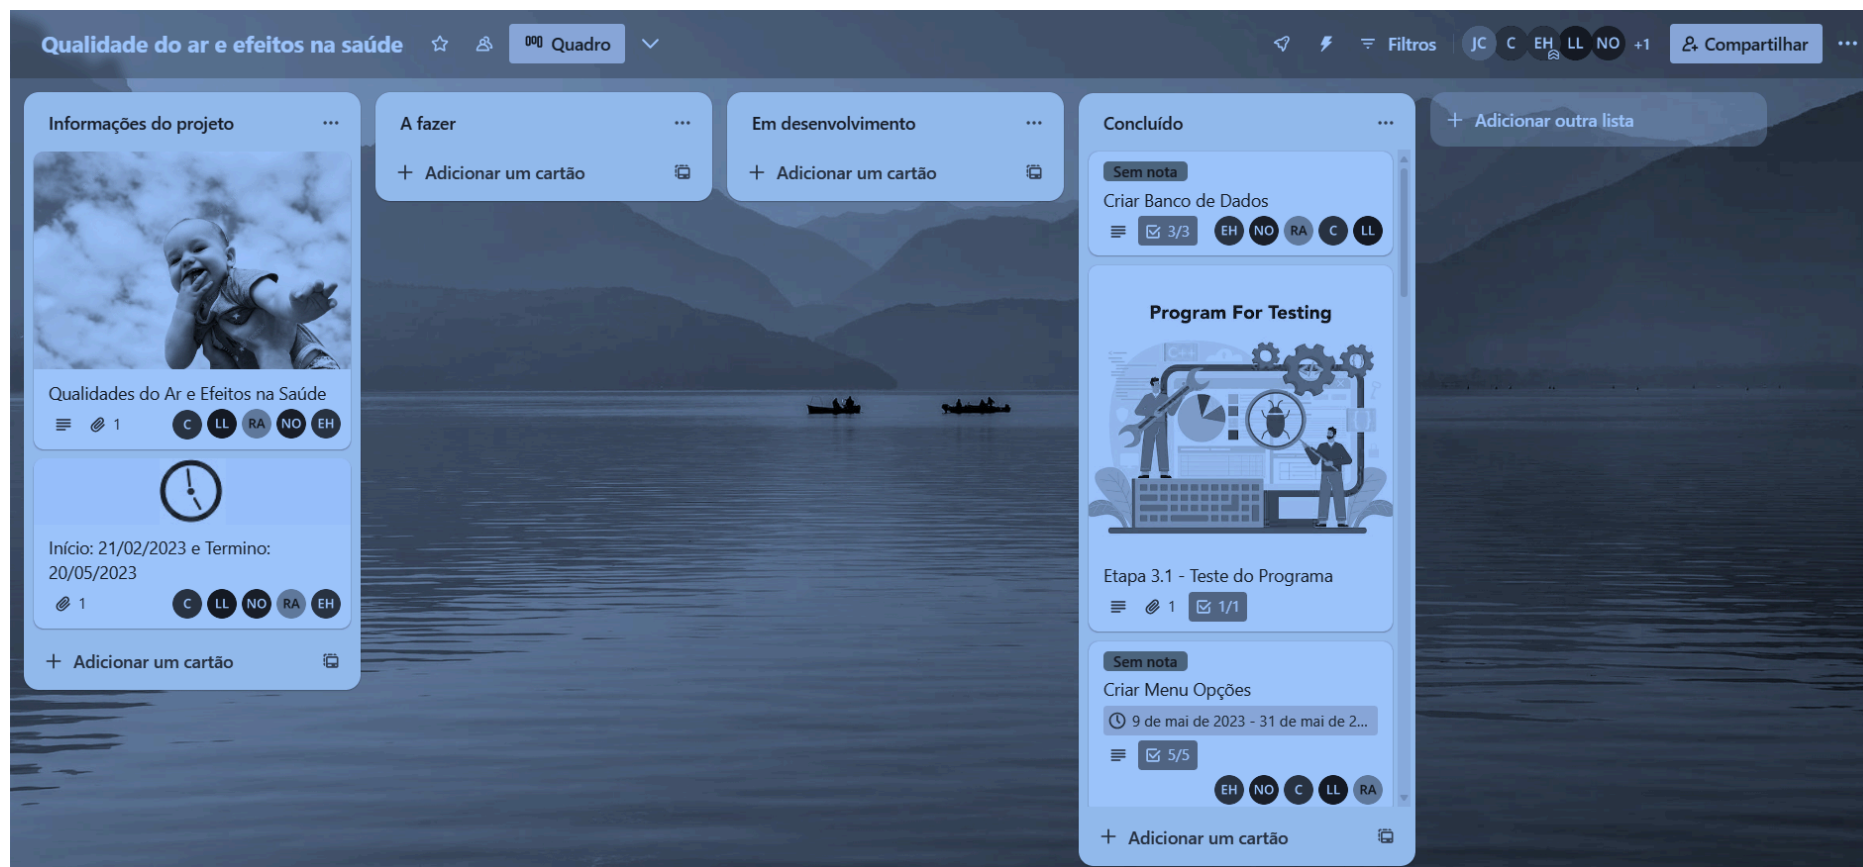 Qualidade do ar e efeitos na saúde
Quadro
Filtros
JC
C
EH
LL
NO
+1
Compartilhar
Informações do projeto
Qualidades do Ar e Efeitos na Saúde
1
C
LL
RA
NO
EH
Início: 21/02/2023 e Termino:
20/05/2023
1
C
LL
NO
RA
EH
Adicionar um cartão
A fazer
Adicionar um cartão
Em desenvolvimento
Adicionar um cartão
Concluído
Sem nota
Criar Banco de Dados
3/3
EH
NO
RA
C
LL
Program For Testing
C++
Etapa 3.1 - Teste do Programa
1
1/1
Sem nota
Criar Menu Opções
9 de mai de 2023 - 31 de mai de 2...
5/5
EH
NO
C
LL
RA
Adicionar um cartão
Adicionar outra lista